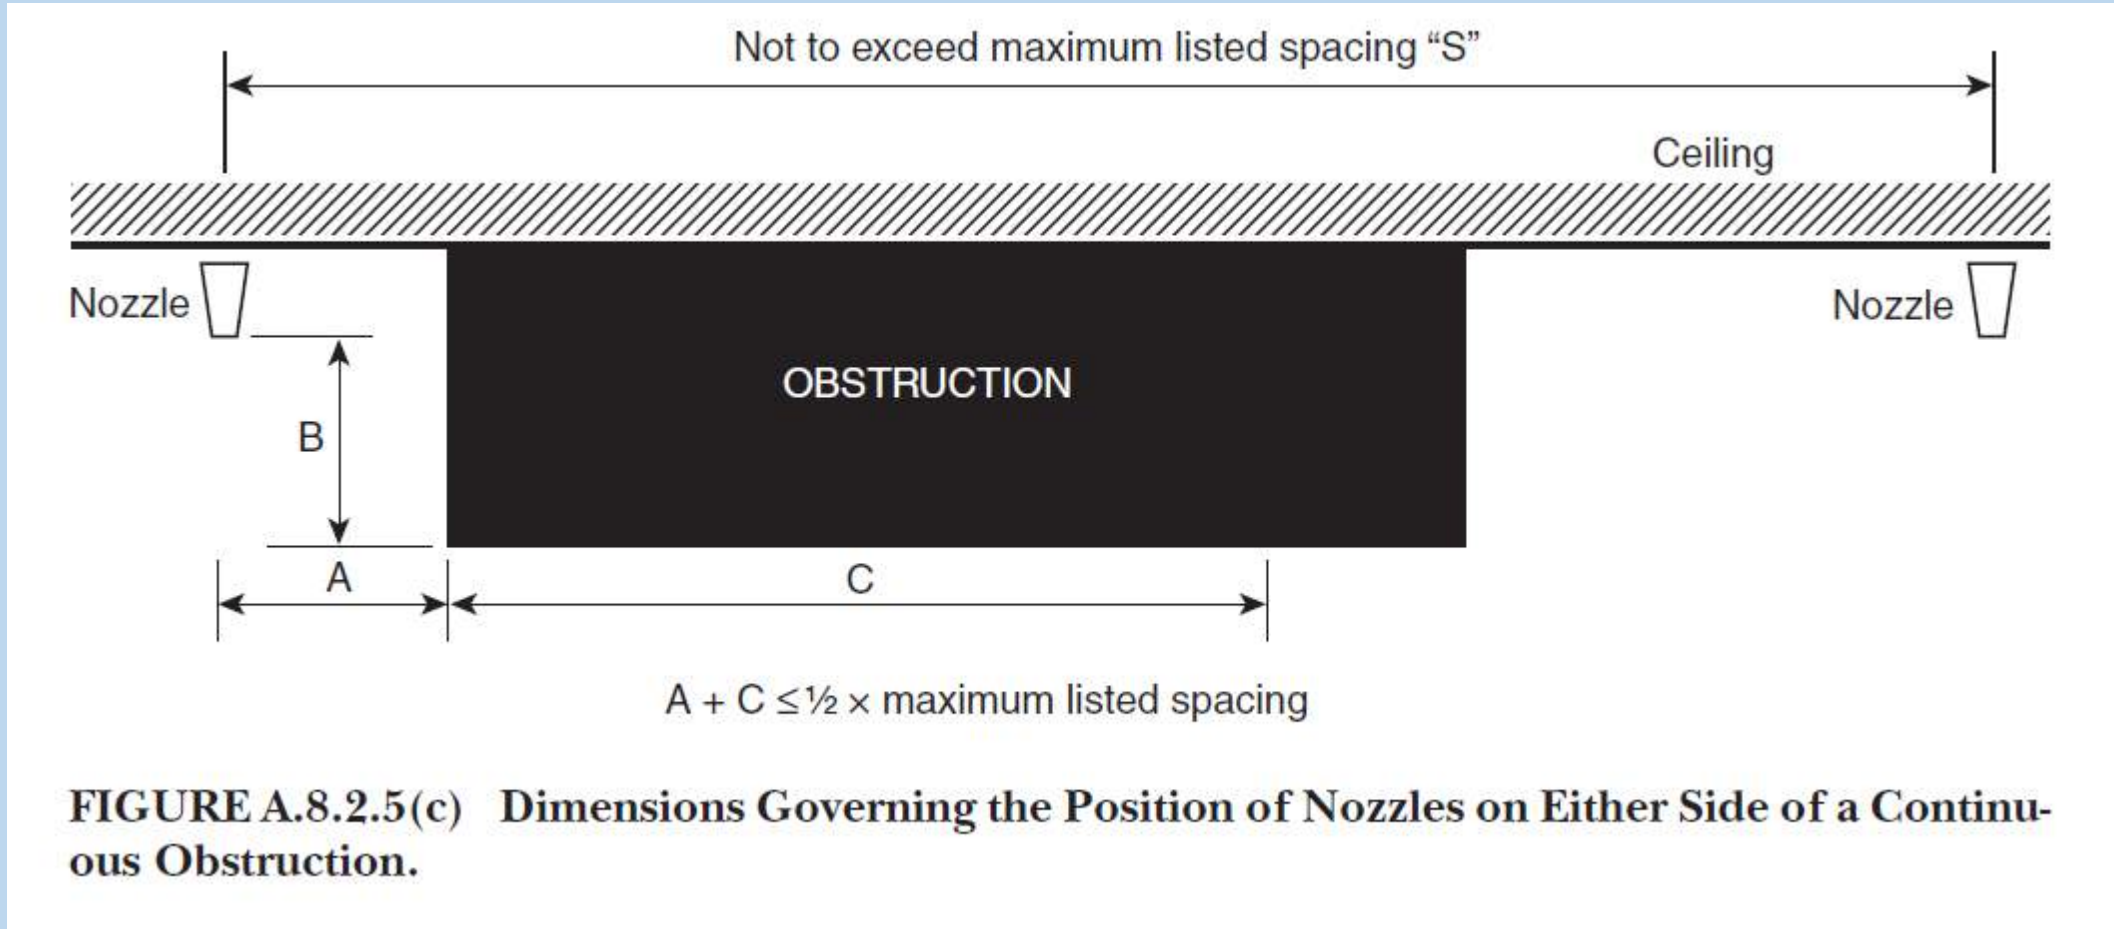 Not to exceed maximum listed spacing “S”
Ceiling
Nozzle
Nozzle
OBSTRUCTION
B
A
C
A + C ≤ ½ × maximum listed spacing
FIGURE A.8.2.5(c) Dimensions Governing the Position of Nozzles on Either Side of a Continu-
ous Obstruction.